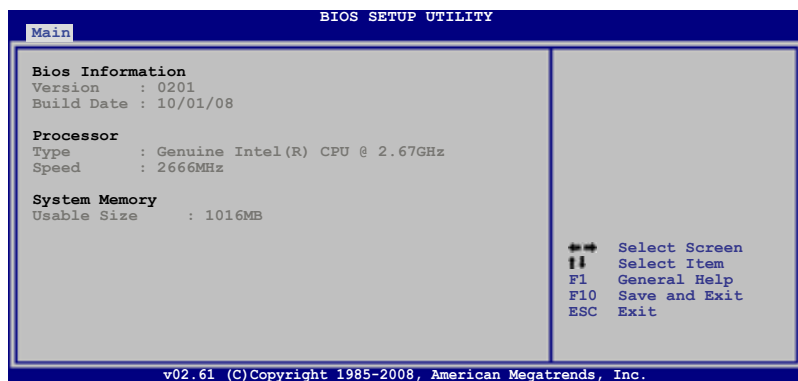 BIOS SETUP UTILITY
Main
Bios Information
Version : 0201
Build Date : 10/01/08
Processor
Type : Genuine Intel(R) CPU @ 2.67GHz
Speed : 2666MHz
System Memory
Usable Size : 1016MB
←→ Select Screen
↑↓ Select Item
F1 General Help
F10 Save and Exit
ESC Exit
v02.61 (C)Copyright 1985-2008, American Megatrends, Inc.